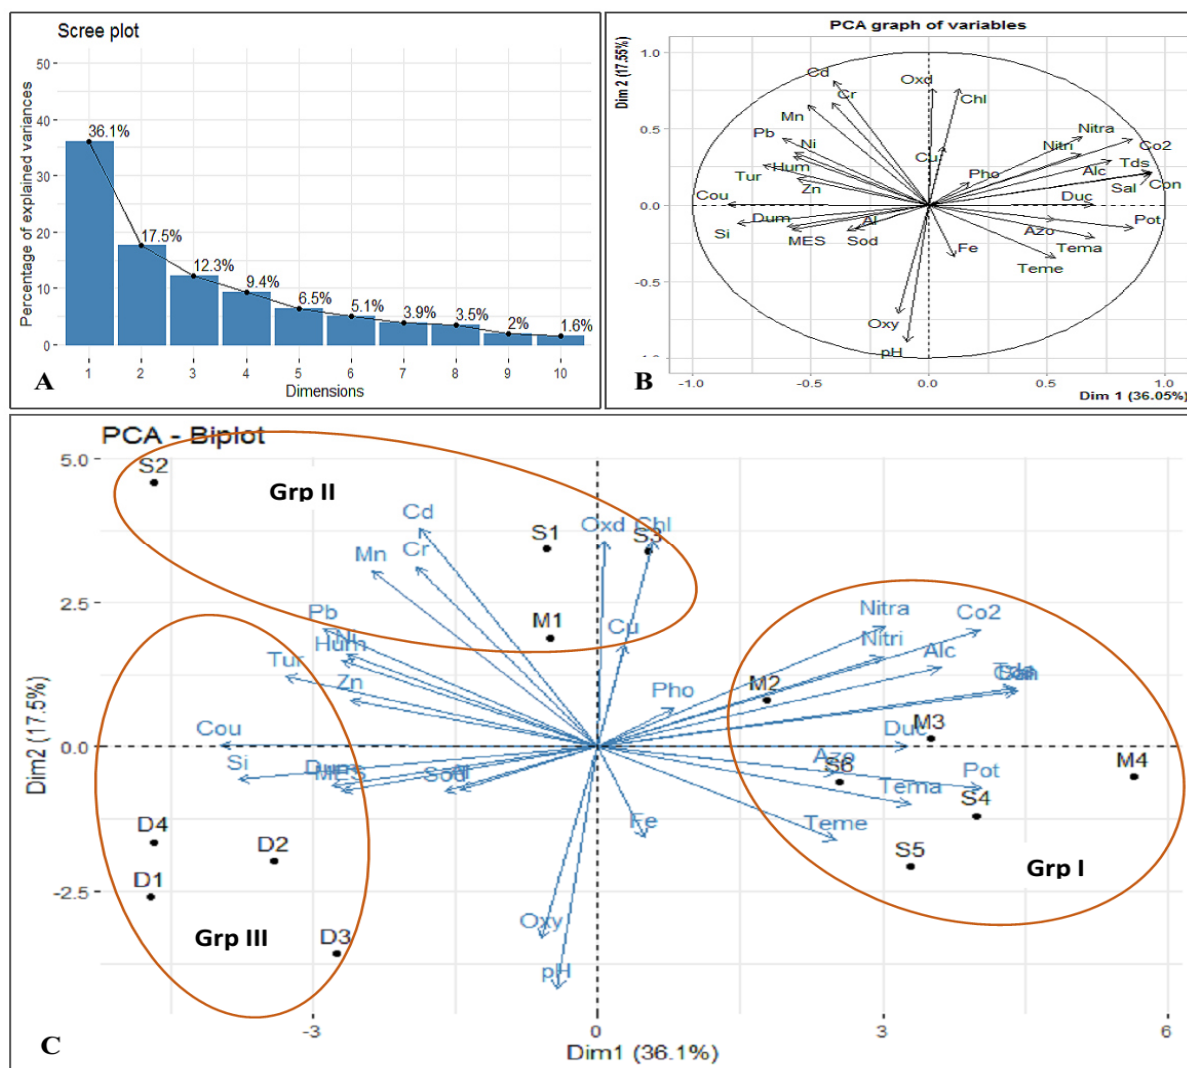 Scree plot
Percentage of explained variances
50
40
30
20
10
0
36.1%
17.5%
12.3%
9.4%
6.5%
5.1%
3.9%
3.5%
2%
1.6%
1 2 3 4 5 6 7 8 9 10
Dimensions
A
PCA graph of variables
Dim 2 (17.55%)
1.0
0.5
0.0
-0.5
Cd
Oxd
Cr
Chl
Mn
Pb
Ni
Nitra
Nitri
Co2
Cu
Hum
Tur
Zn
Pho
Alc
Tds
Sal
Con
Cou
Duc
Dum
Al
Si
MES
Sod
Azo
Pot
Fe
Tema
Teme
Oxy
pH
-1.0 -0.5 0.0 0.5 1.0
Dim 1 (36.05%)
B
PCA - Biplot
Dim2 (17.5%)
5.0
2.5
0.0
-2.5
S2
Grp II
Cd
S1
Oxd
Chl
S3
Mn
Cr
Pb
M1
Cu
Nitra
Co2
Hum
Nitri
Tur
Alc
Zn
Pho
M2
Cou
Duc
M3
Si
MES
Sod
Azo
S6
Pot
M4
Tema
S4
Fe
Teme
D4
D2
S5
Grp I
D1
Oxy
Grp III
D3
pH
-3 0 3 6
Dim1 (36.1%)
C